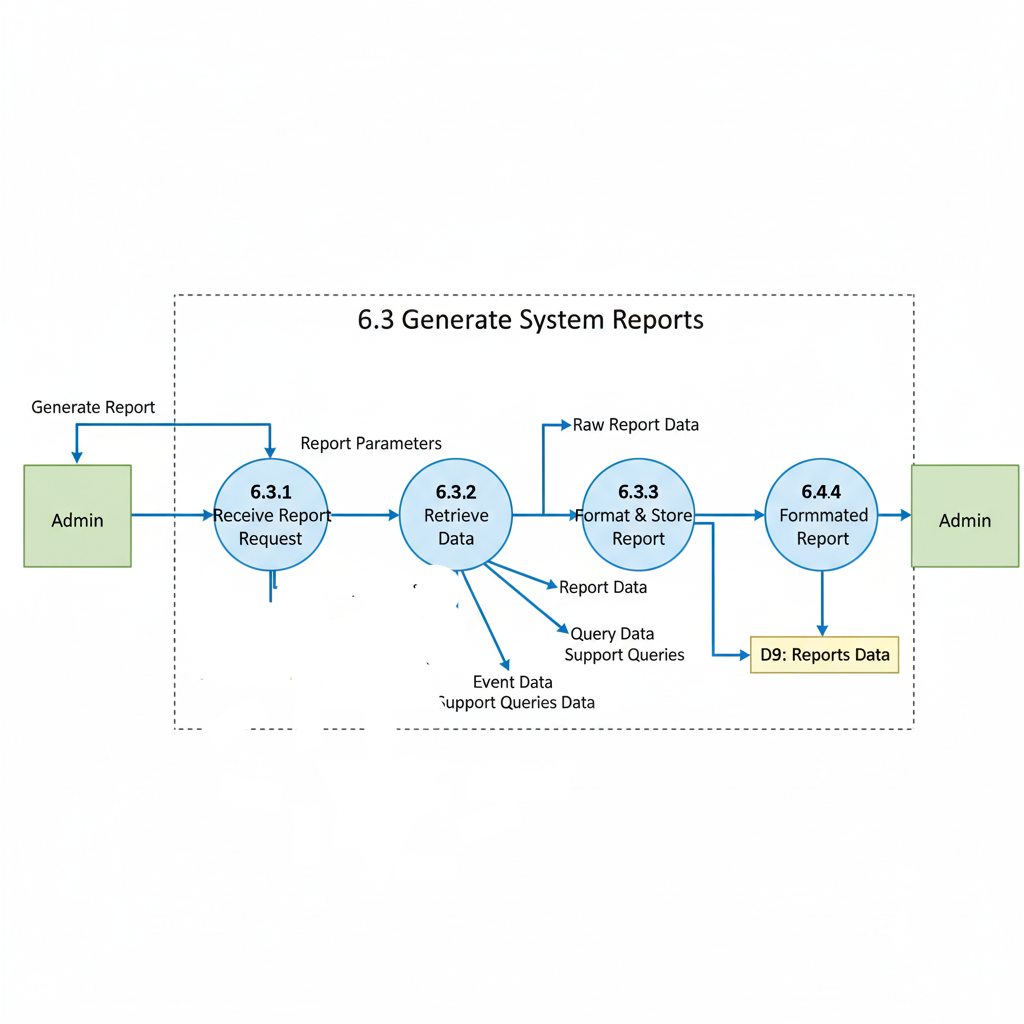 6.3 Generate System Reports
Generate Report
Report Parameters
Raw Report Data
Admin
6.3.1
Receive Report
Request
6.3.2
Retrieve
Data
6.3.3
Format & Store
Report
6.4.4
Formmated
Report
Admin
Report Data
Query Data
Support Queries
D9: Reports Data
Event Data
Support Queries Data